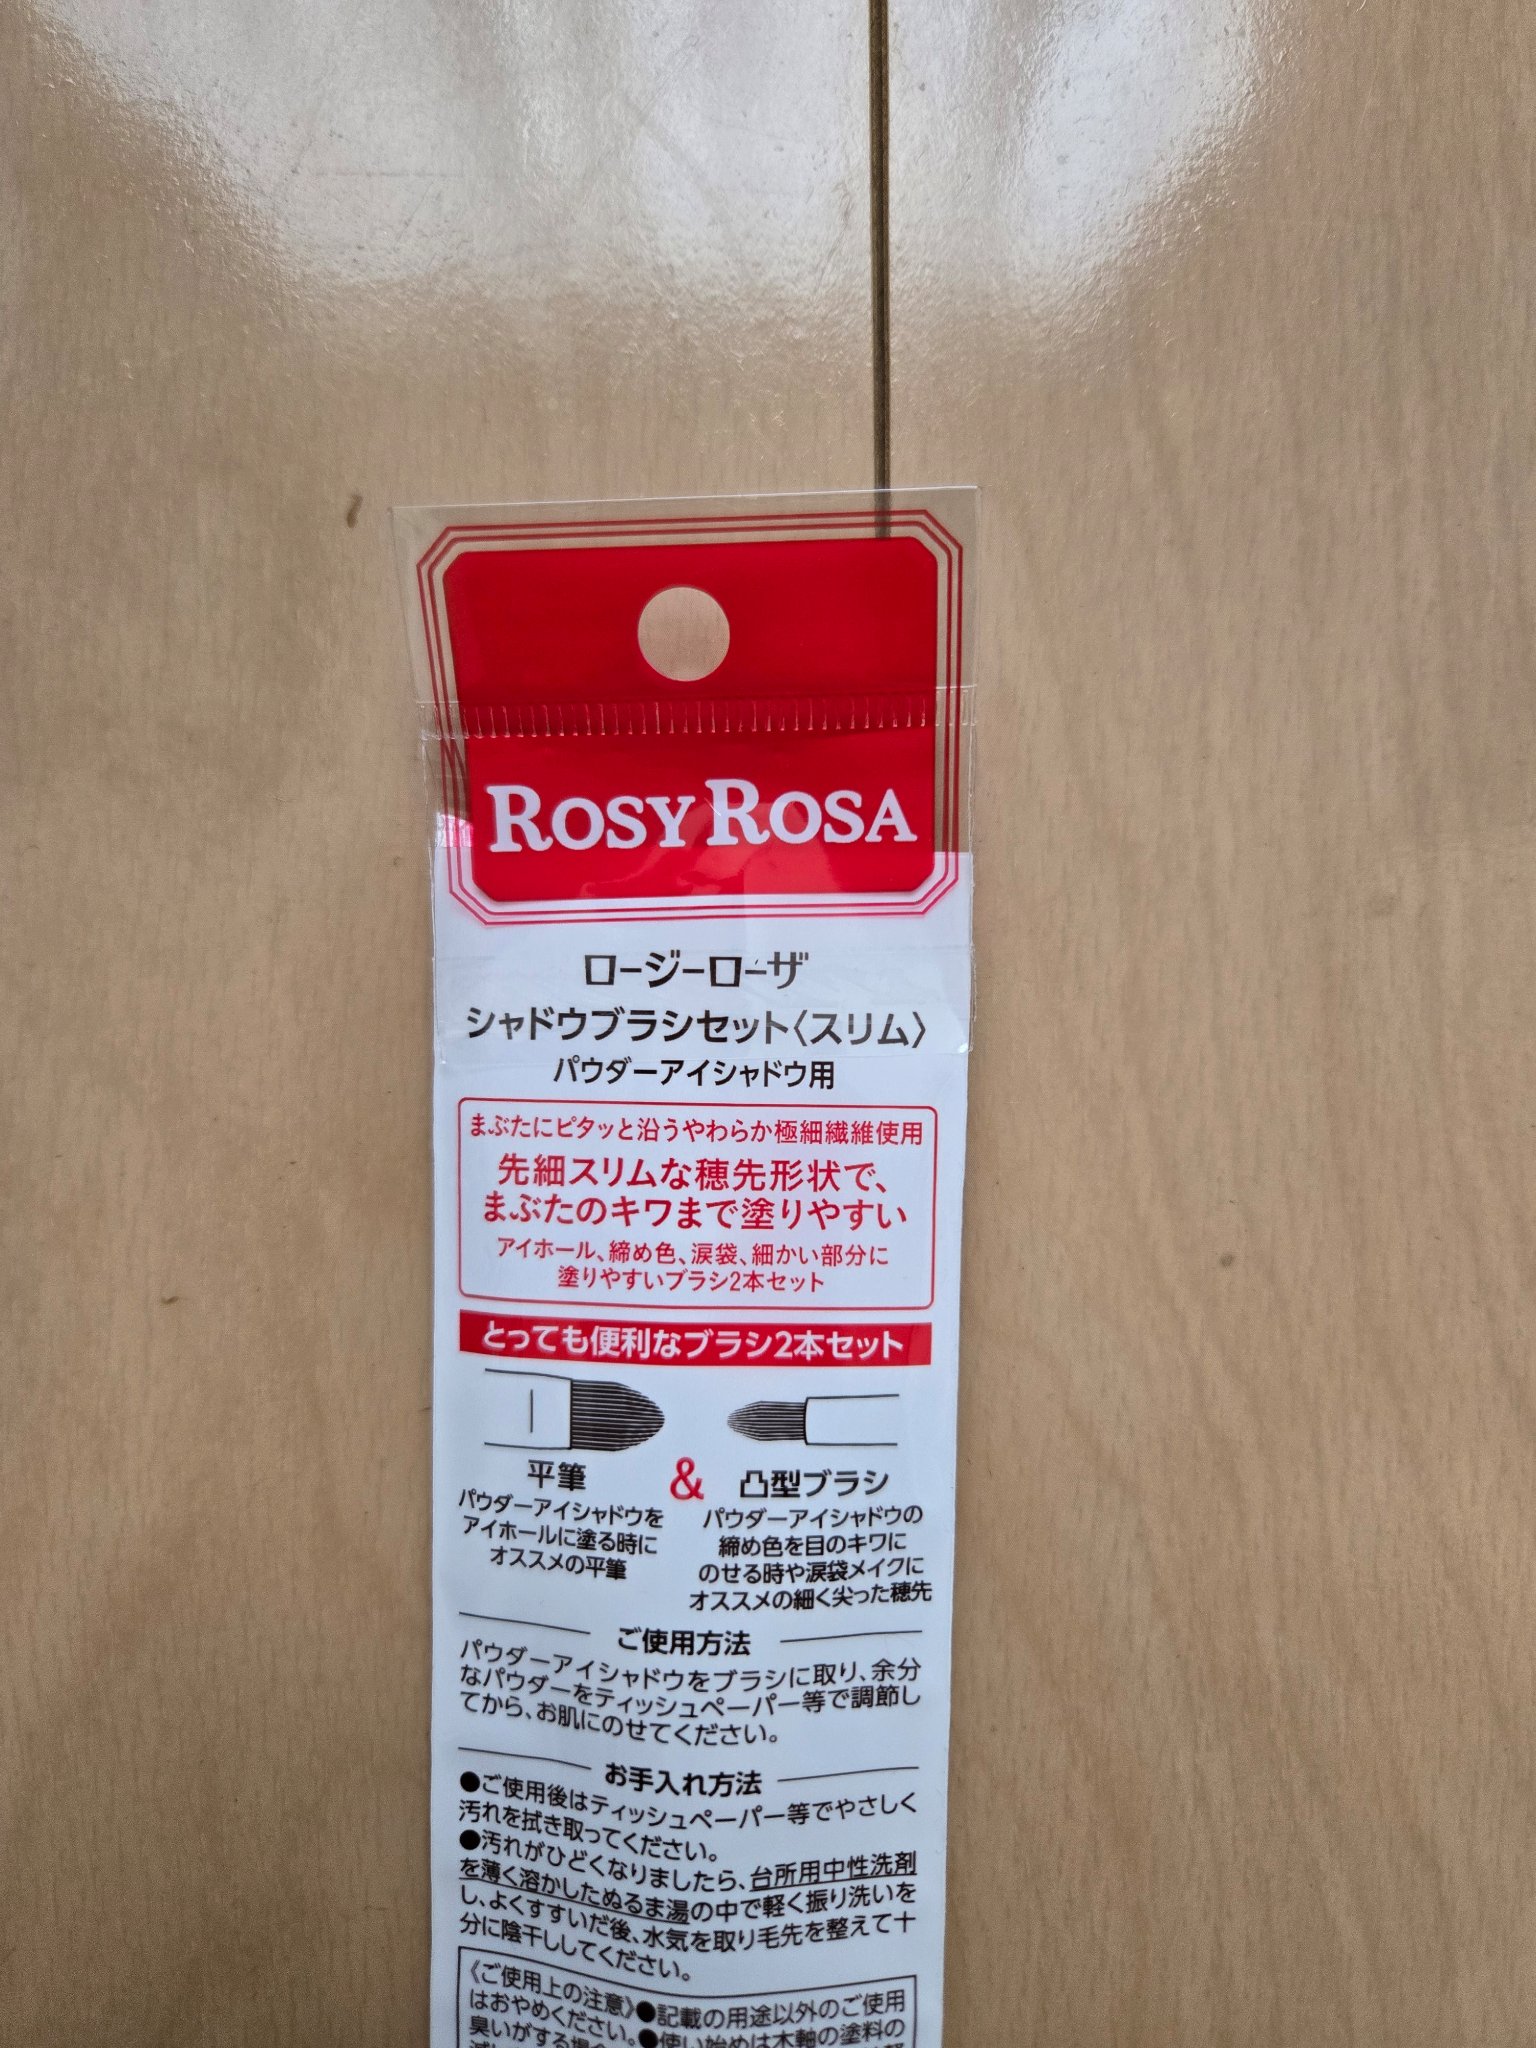 ROSY ROSA
ロージーローザ
シャドウブラシセット〈スリム〉
パウダーアイシャドウ用
まぶたにピタッと沿うやわらか極細繊維使用
先細スリムな穂先形状で、
まぶたのキワまで塗りやすい
アイホール、締め色、涙袋、細かい部分に
塗りやすいブラシ2本セット
とっても便利なブラシ2本セット
平筆
パウダーアイシャドウを
アイホールに塗る時に
オススメの平筆
&
凸型ブラシ
パウダーアイシャドウの
締め色を目のキワに
のせる時や涙袋メイクに
オススメの細く尖った穂先
ご使用方法
パウダーアイシャドウをブラシに取り、余分
なパウダーをティッシュペーパー等で調節し
てから、お肌にのせてください。
お手入れ方法
●ご使用後はティッシュペーパー等でやさしく
汚れを拭き取ってください。
●汚れがひどくなりましたら、台所用中性洗剤
を薄く溶かしたぬるま湯の中で軽く振り洗いを
し、よくすすいだ後、水気を取り毛先を整えて十
分に陰干ししてください。
《ご使用上の注意》●記載の用途以外のご使用
はおやめください。●使い始めは木軸の塗料の
臭いがする場合